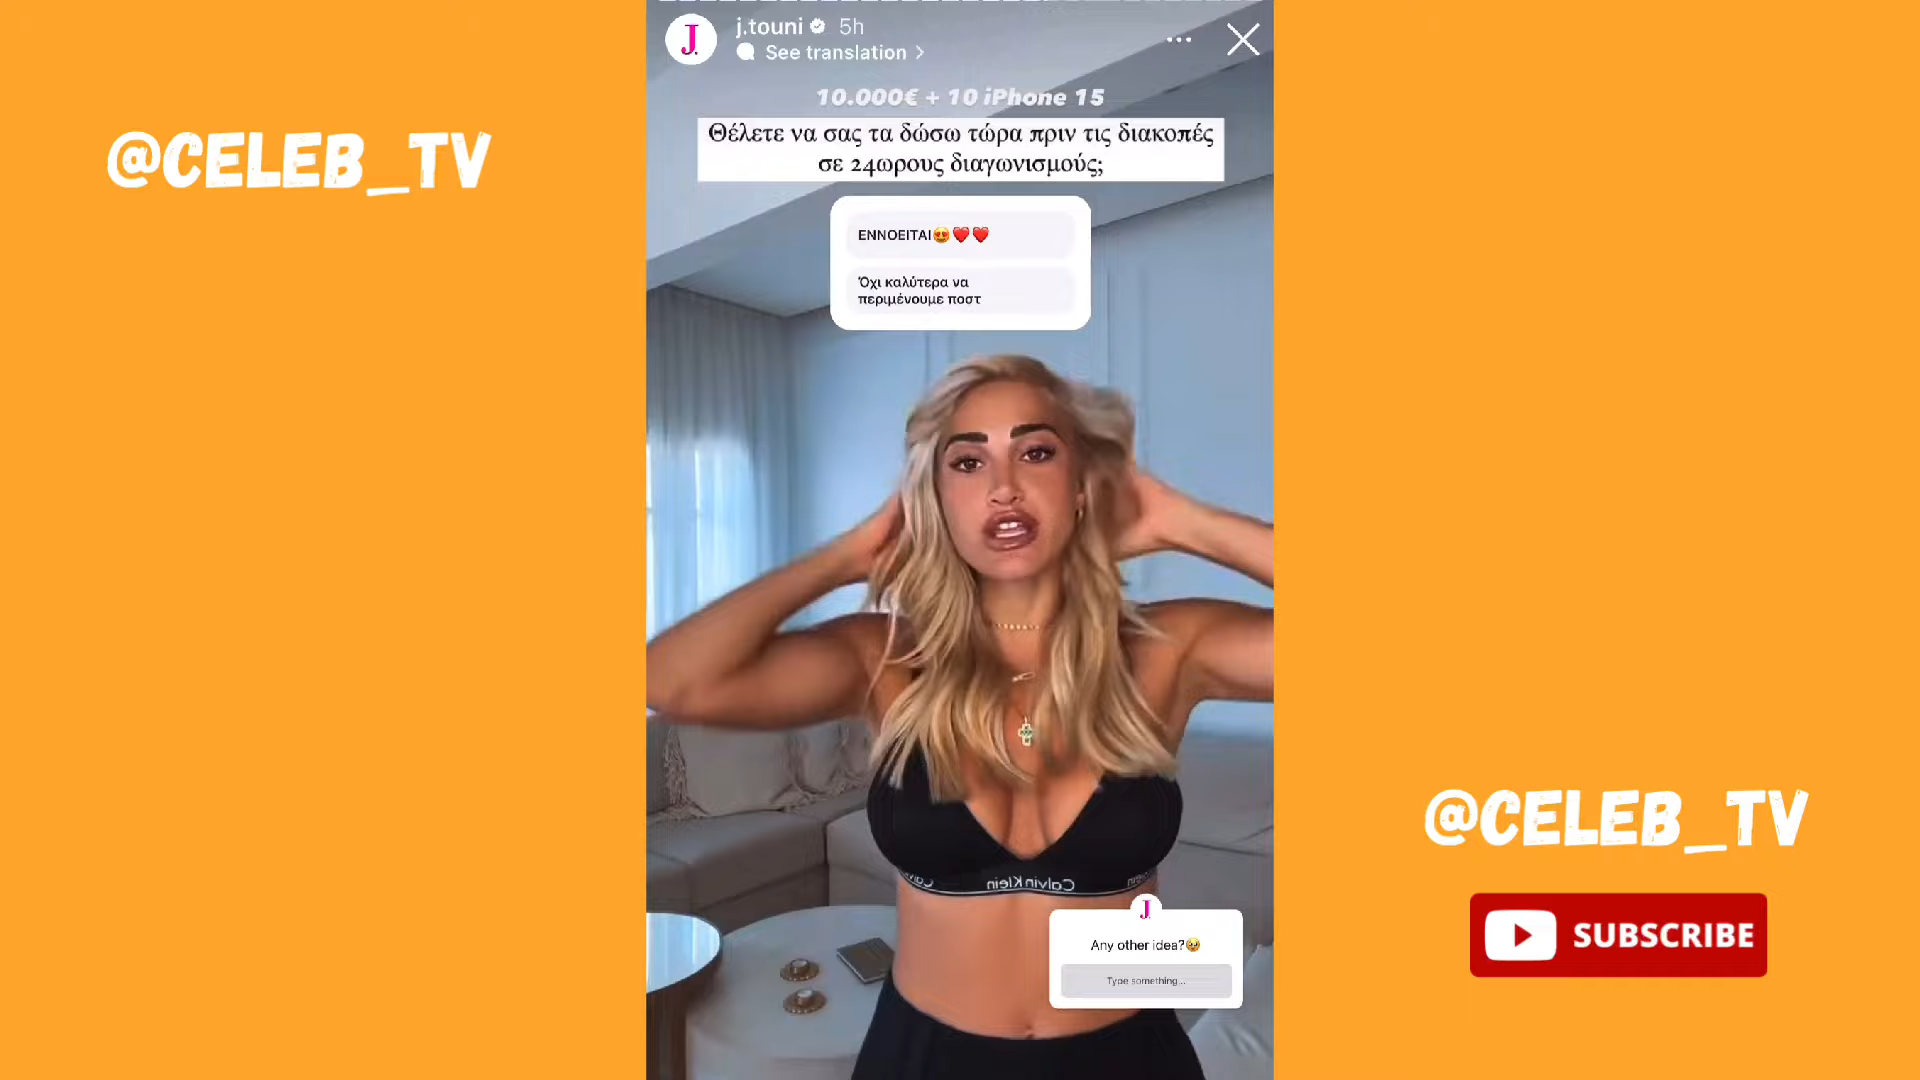 j.touni 5h
See translation
10.000€ + 10 iPhone 15
Θέλετε να σας τα δώσω τώρα πριν τις διακοπές
σε 24ωρους διαγωνισμούς;
ΕΝΝΟΕΙΤΑΙ😍❤️❤️
Όχι καλύτερα να
περιμένουμε ποστ
@CELEB_TV
Calvin Klein
J.
J.
Any other idea?🥹
Type something...
@CELEB_TV
SUBSCRIBE